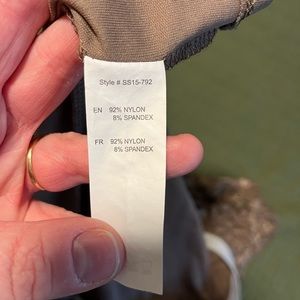 Style # SS15-792
EN 92% NYLON
8% SPANDEX
FR 92% NYLON
8% SPANDEX